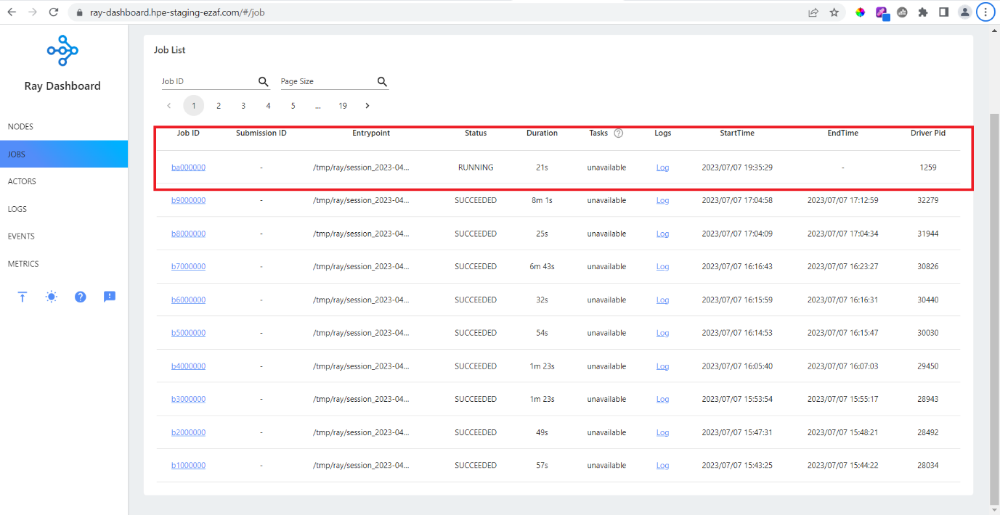 ray-dashboard.hpe-staging-ezaf.com/#/job
Ray Dashboard
NODES
JOBS
ACTORS
LOGS
EVENTS
METRICS
Job List
Job ID Page Size
1 2 3 4 5 ... 19
Job ID Submission ID Entrypoint Status Duration Tasks ? Logs StartTime EndTime Driver Pid
ba000000 - /tmp/ray/session_2023-04... RUNNING 21s unavailable Log 2023/07/07 19:35:29 - 1259
b9000000 - /tmp/ray/session_2023-04... SUCCEEDED 8m 1s unavailable Log 2023/07/07 17:04:58 2023/07/07 17:12:59 32279
b8000000 - /tmp/ray/session_2023-04... SUCCEEDED 25s unavailable Log 2023/07/07 17:04:09 2023/07/07 17:04:34 31944
b7000000 - /tmp/ray/session_2023-04... SUCCEEDED 6m 43s unavailable Log 2023/07/07 16:16:43 2023/07/07 16:23:27 30826
b6000000 - /tmp/ray/session_2023-04... SUCCEEDED 32s unavailable Log 2023/07/07 16:15:59 2023/07/07 16:16:31 30440
b5000000 - /tmp/ray/session_2023-04... SUCCEEDED 54s unavailable Log 2023/07/07 16:14:53 2023/07/07 16:15:47 30030
b4000000 - /tmp/ray/session_2023-04... SUCCEEDED 1m 23s unavailable Log 2023/07/07 16:05:40 2023/07/07 16:07:03 29450
b3000000 - /tmp/ray/session_2023-04... SUCCEEDED 1m 23s unavailable Log 2023/07/07 15:53:54 2023/07/07 15:55:17 28943
b2000000 - /tmp/ray/session_2023-04... SUCCEEDED 49s unavailable Log 2023/07/07 15:47:31 2023/07/07 15:48:21 28492
b1000000 - /tmp/ray/session_2023-04... SUCCEEDED 57s unavailable Log 2023/07/07 15:43:25 2023/07/07 15:44:22 28034